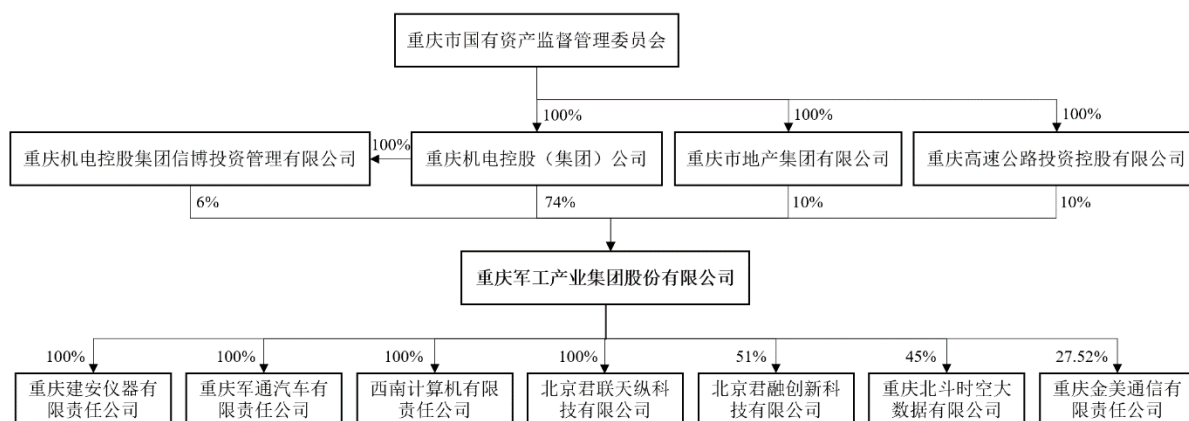 重庆市国有资产监督管理委员会
100%
100%
100%
重庆机电控股集团信博投资管理有限公司
100%
重庆机电控股（集团）公司
重庆市地产集团有限公司
重庆高速公路投资控股有限公司
6%
74%
10%
10%
重庆军工产业集团股份有限公司
100%
100%
100%
100%
51%
45%
27.52%
重庆建安仪器有
限责任公司
重庆军通汽车有
限责任公司
西南计算机有限
责任公司
北京君联天纵科
技有限公司
北京君融创新科
技有限公司
重庆北斗时空大
数据有限公司
重庆金美通信有
限责任公司